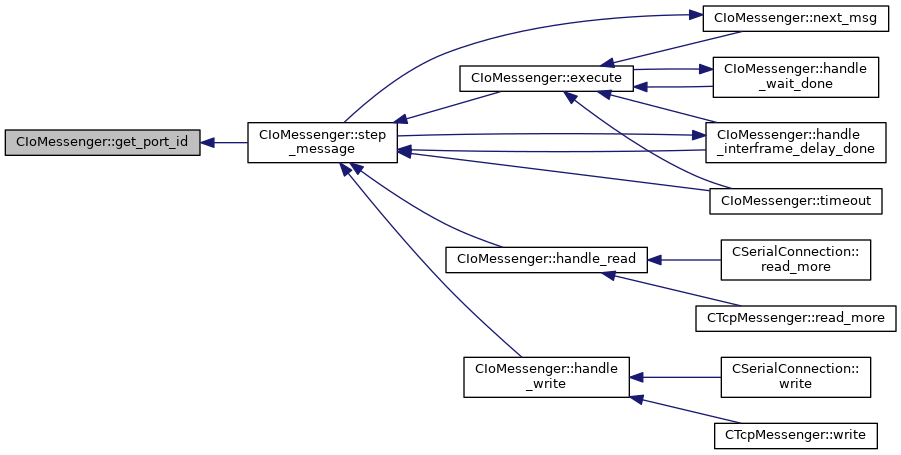 CIoMessenger::get_port_id
CIoMessenger::step
_message
CIoMessenger::execute
CIoMessenger::next_msg
CIoMessenger::handle
_wait_done
CIoMessenger::handle
_interframe_delay_done
CIoMessenger::timeout
CIoMessenger::handle_read
CSerialConnection::
read_more
CTcpMessenger::read_more
CIoMessenger::handle
_write
CSerialConnection::
write
CTcpMessenger::write